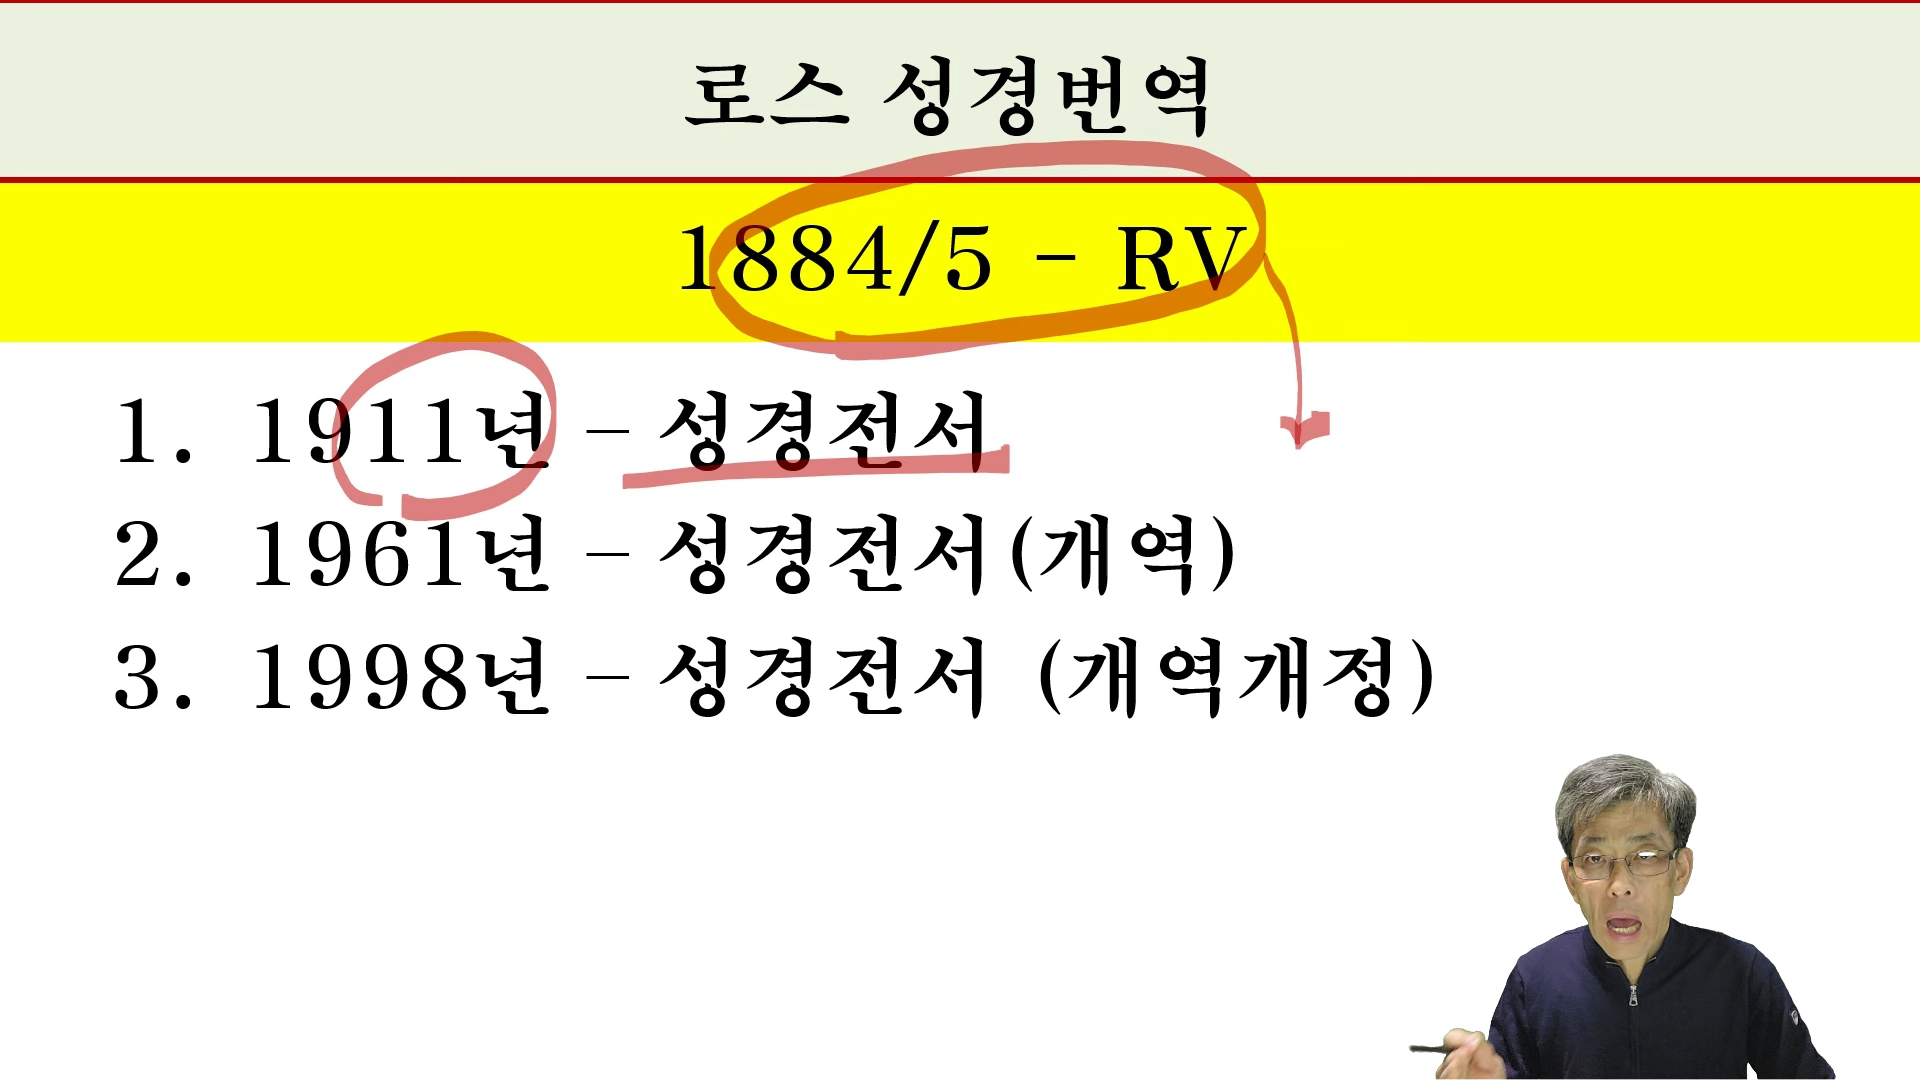 로스 성경번역
1884/5 - RV
1. 1911년 – 성경전서
2. 1961년 – 성경전서(개역)
3. 1998년 – 성경전서 (개역개정)